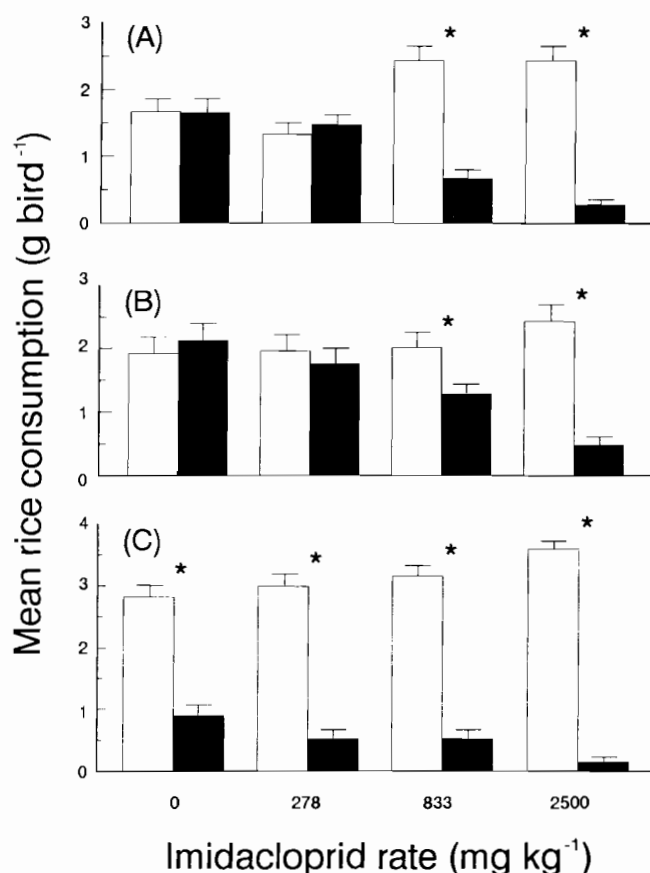 Mean rice consumption (g bird⁻¹)
(A)
3
2
1
0
* *
(B)
3
2
1
0
* *
(C)
4
3
2
1
0
* * * *
0 278 833 2500
Imidacloprid rate (mg kg⁻¹)